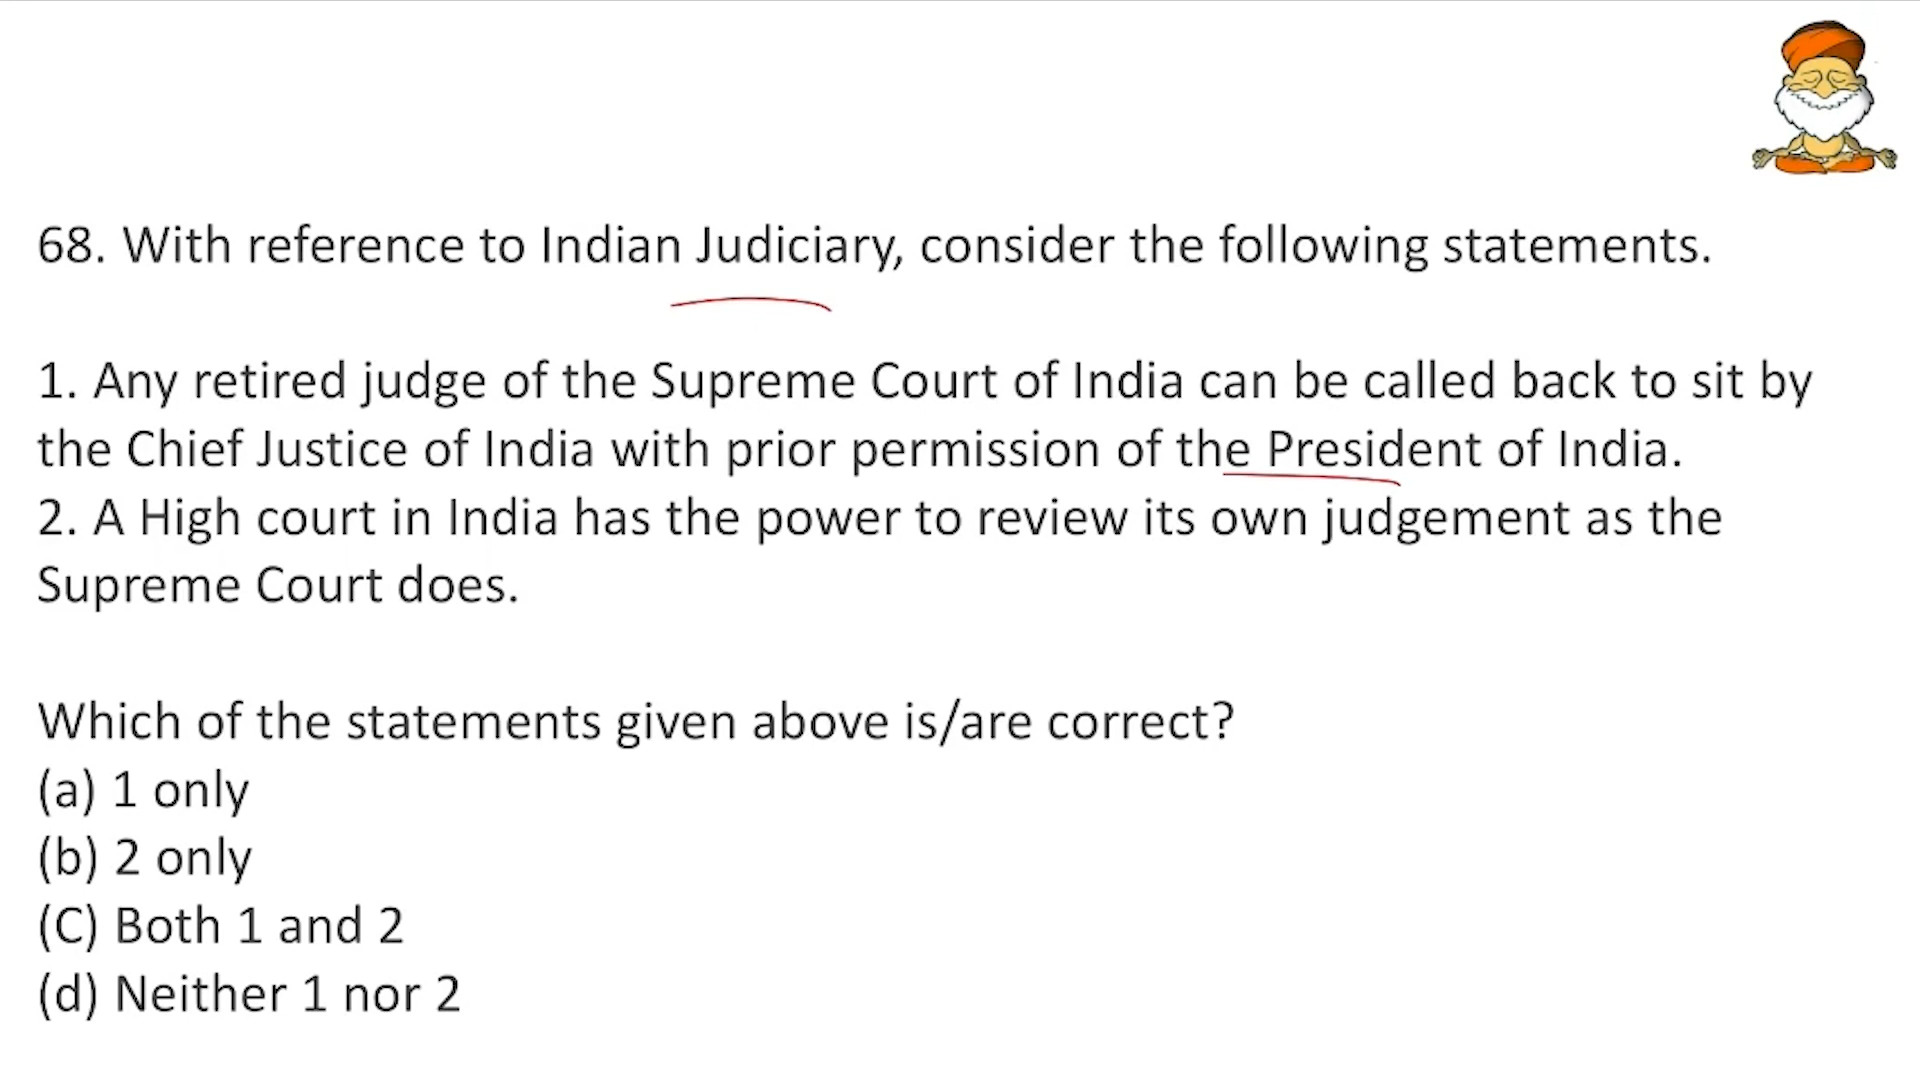 68. With reference to Indian Judiciary, consider the following statements.
1. Any retired judge of the Supreme Court of India can be called back to sit by
the Chief Justice of India with prior permission of the President of India.
2. A High court in India has the power to review its own judgement as the
Supreme Court does.
Which of the statements given above is/are correct?
(a) 1 only
(b) 2 only
(C) Both 1 and 2
(d) Neither 1 nor 2